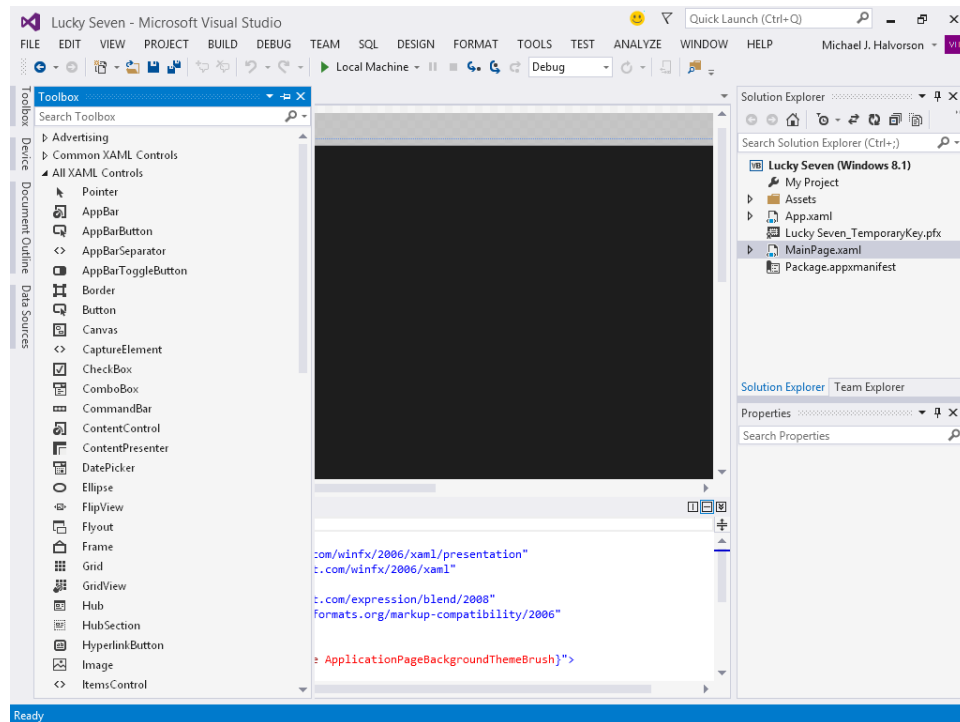 Lucky Seven - Microsoft Visual Studio
Quick Launch (Ctrl+Q)
FILE EDIT VIEW PROJECT BUILD DEBUG TEAM SQL DESIGN FORMAT TOOLS TEST ANALYZE WINDOW HELP Michael J. Halvorson
Local Machine
Debug
Toolbox
Device
Document Outline
Data Sources
Toolbox
Search Toolbox
Advertising
Common XAML Controls
All XAML Controls
Pointer
AppBar
AppBarButton
AppBarSeparator
AppBarToggleButton
Border
Button
Canvas
CaptureElement
CheckBox
ComboBox
CommandBar
ContentControl
ContentPresenter
DatePicker
Ellipse
FlipView
Flyout
Frame
Grid
GridView
Hub
HubSection
HyperlinkButton
Image
ItemsControl
com/winfx/2006/xaml/presentation"
t.com/winfx/2006/xaml"
t.com/expression/blend/2008"
formats.org/markup-compatibility/2006"
e ApplicationPageBackgroundThemeBrush}">
Solution Explorer
Search Solution Explorer (Ctrl+;)
VB Lucky Seven (Windows 8.1)
My Project
Assets
App.xaml
Lucky Seven_TemporaryKey.pfx
MainPage.xaml
Package.appxmanifest
Solution Explorer Team Explorer
Properties
Search Properties
Ready